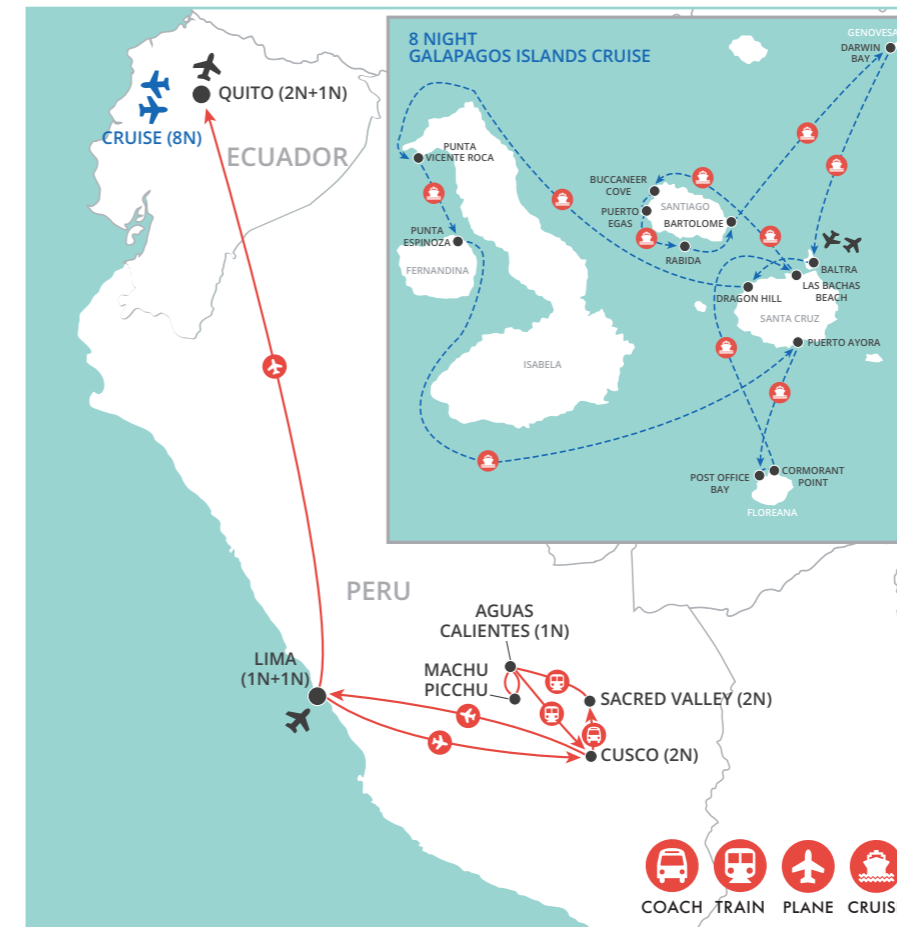 8 NIGHT
GALAPAGOS ISLANDS CRUISE
GENOVESA
DARWIN
BAY
QUITO (2N+1N)
CRUISE (8N)
ECUADOR
PUNTA
VICENTE ROCA
BUCCANEER
COVE
SANTIAGO
PUERTO
EGAS
BARTOLOME
PUNTA
ESPINOZA
RABIDA
FERNANDINA
BALTRA
LAS BACHAS
BEACH
DRAGON HILL
SANTA CRUZ
PUERTO AYORA
ISABELA
POST OFFICE
BAY
CORMORANT
POINT
FLOREANA
PERU
AGUAS
CALIENTES (1N)
LIMA
(1N+1N)
MACHU
PICCHU
SACRED VALLEY (2N)
CUSCO (2N)
COACH
TRAIN
PLANE
CRUISE